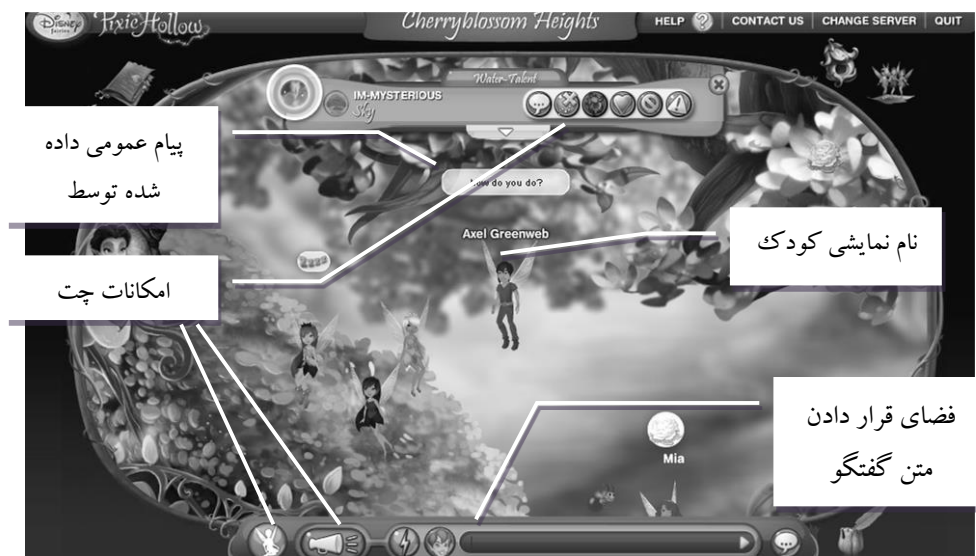 Disney
fairies
Pixie Hollow
Cherryblossom Heights
HELP ? CONTACT US CHANGE SERVER QUIT
Water-Talent
IM-MYSTERIOUS
Sky
پیام عمومی داده
شده توسط
how do you do?
Axel Greenweb
نام نمایشی کودک
امکانات چت
فضای قرار دادن
متن گفتگو
Mia